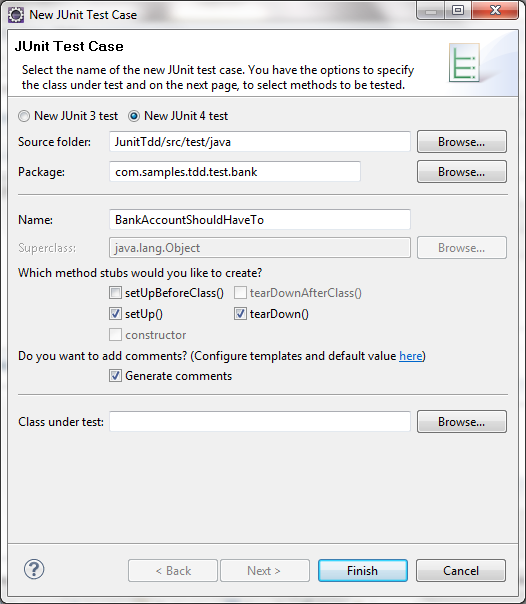 New JUnit Test Case
JUnit Test Case
Select the name of the new JUnit test case. You have the options to specify
the class under test and on the next page, to select methods to be tested.
New JUnit 3 test New JUnit 4 test
Source folder: JunitTdd/src/test/java Browse...
Package: com.samples.tdd.test.bank Browse...
Name: BankAccountShouldHaveTo
Superclass: java.lang.Object Browse...
Which method stubs would you like to create?
setUpBeforeClass() tearDownAfterClass()
setUp() tearDown()
constructor
Do you want to add comments? (Configure templates and default value here)
Generate comments
Class under test: Browse...
? < Back Next > Finish Cancel